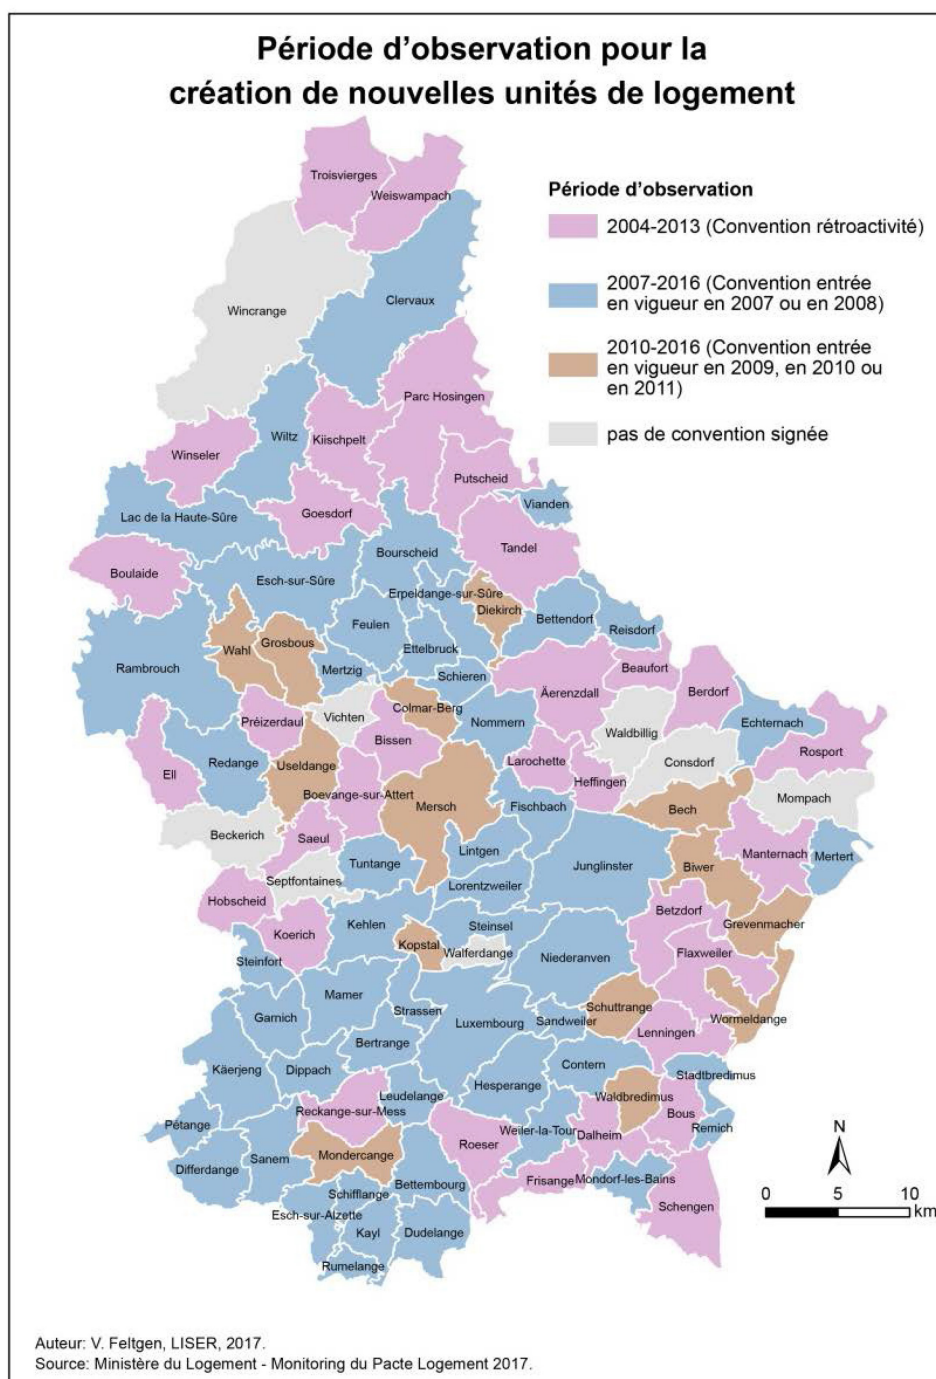 Période d'observation pour la
création de nouvelles unités de logement
Période d'observation
2004-2013 (Convention rétroactivité)
2007-2016 (Convention entrée
en vigueur en 2007 ou en 2008)
2010-2016 (Convention entrée
en vigueur en 2009, en 2010 ou
en 2011)
pas de convention signée
Troisvierges
Weiswampach
Wincrange
Clervaux
Parc Hosingen
Wiltz
Kiischpelt
Winseler
Putscheid
Vianden
Lac de la Haute-Sûre
Goesdorf
Tandel
Bourscheid
Boulaide
Esch-sur-Sûre
Erpeldange-sur-Sûre
Diekirch
Bettendorf
Reisdorf
Feulen
Ettelbruck
Grosbous
Wahl
Rambrouch
Mertzig
Schieren
Beaufort
Berdorf
Äerenzdall
Colmar-Berg
Vichten
Préizerdaul
Nommern
Echternach
Waldbillig
Rosport
Bissen
Larochette
Consdorf
Redange
Useldange
Ell
Heffingen
Boevange-sur-Attert
Mersch
Fischbach
Mompach
Bech
Beckerich
Saeul
Lintgen
Tuntange
Junglinster
Biwer
Manternach
Mertert
Septfontaines
Lorentzweiler
Hobscheid
Betzdorf
Grevenmacher
Kehlen
Steinsel
Koerich
Kopstal
Walferdange
Flaxweiler
Niederanven
Steinfort
Mamer
Strassen
Schuttrange
Garnich
Luxembourg
Sandweiler
Wormeldange
Lenningen
Bertrange
Contern
Käerjeng
Dippach
Stadtbredimus
Hesperange
Leudelange
Waldbredimus
Reckange-sur-Mess
Bous
Pétange
Weiler-la-Tour
Remich
Roeser
Dalheim
Mondercange
Sanem
Differdange
Bettembourg
Frisange
Mondorf-les-Bains
Schifflange
Esch-sur-Alzette
Schengen
Kayl
Dudelange
Rumelange
N
0 5 10
km
Auteur: V. Feltgen, LISER, 2017.
Source: Ministère du Logement - Monitoring du Pacte Logement 2017.